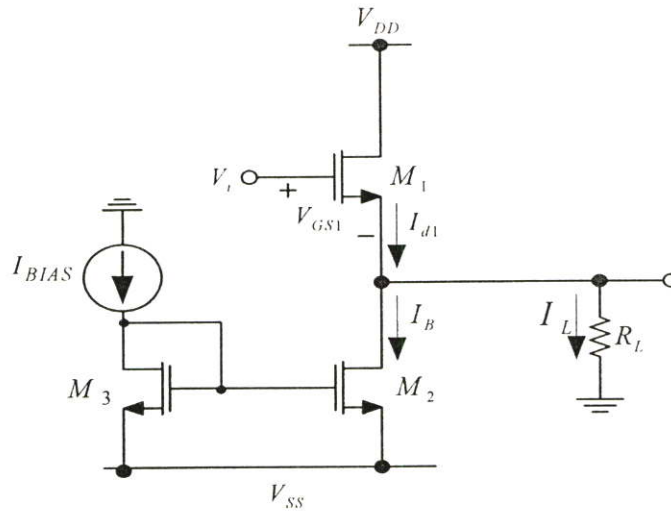 V_DD
V_i
+
M_1
V_GS1
−
I_d1
I_BIAS
I_B
I_L
R_L
M_3
M_2
V_SS